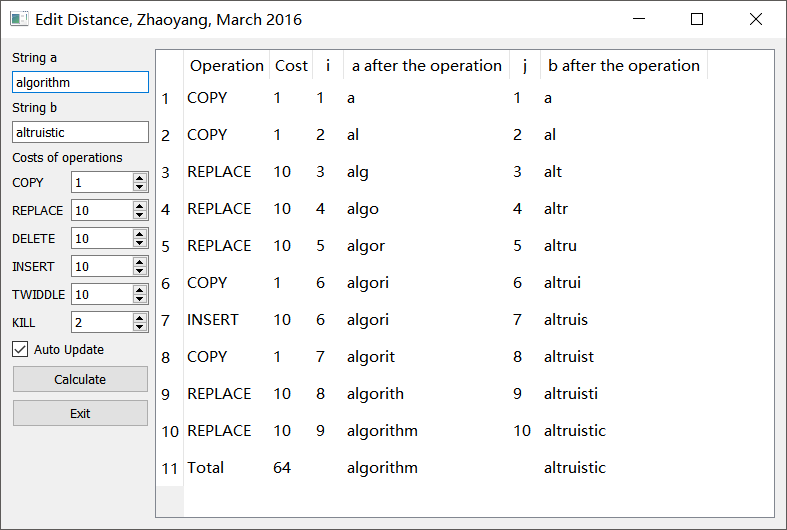 Edit Distance, Zhaoyang, March 2016
String a
algorithm
String b
altruistic
Costs of operations
COPY 1
REPLACE 10
DELETE 10
INSERT 10
TWIDDLE 10
KILL 2
Auto Update
Calculate
Exit
Operation Cost i a after the operation j b after the operation
1 COPY 1 1 a 1 a
2 COPY 1 2 al 2 al
3 REPLACE 10 3 alg 3 alt
4 REPLACE 10 4 algo 4 altr
5 REPLACE 10 5 algor 5 altru
6 COPY 1 6 algori 6 altrui
7 INSERT 10 6 algori 7 altruis
8 COPY 1 7 algorit 8 altruist
9 REPLACE 10 8 algorith 9 altruisti
10 REPLACE 10 9 algorithm 10 altruistic
11 Total 64 algorithm altruistic